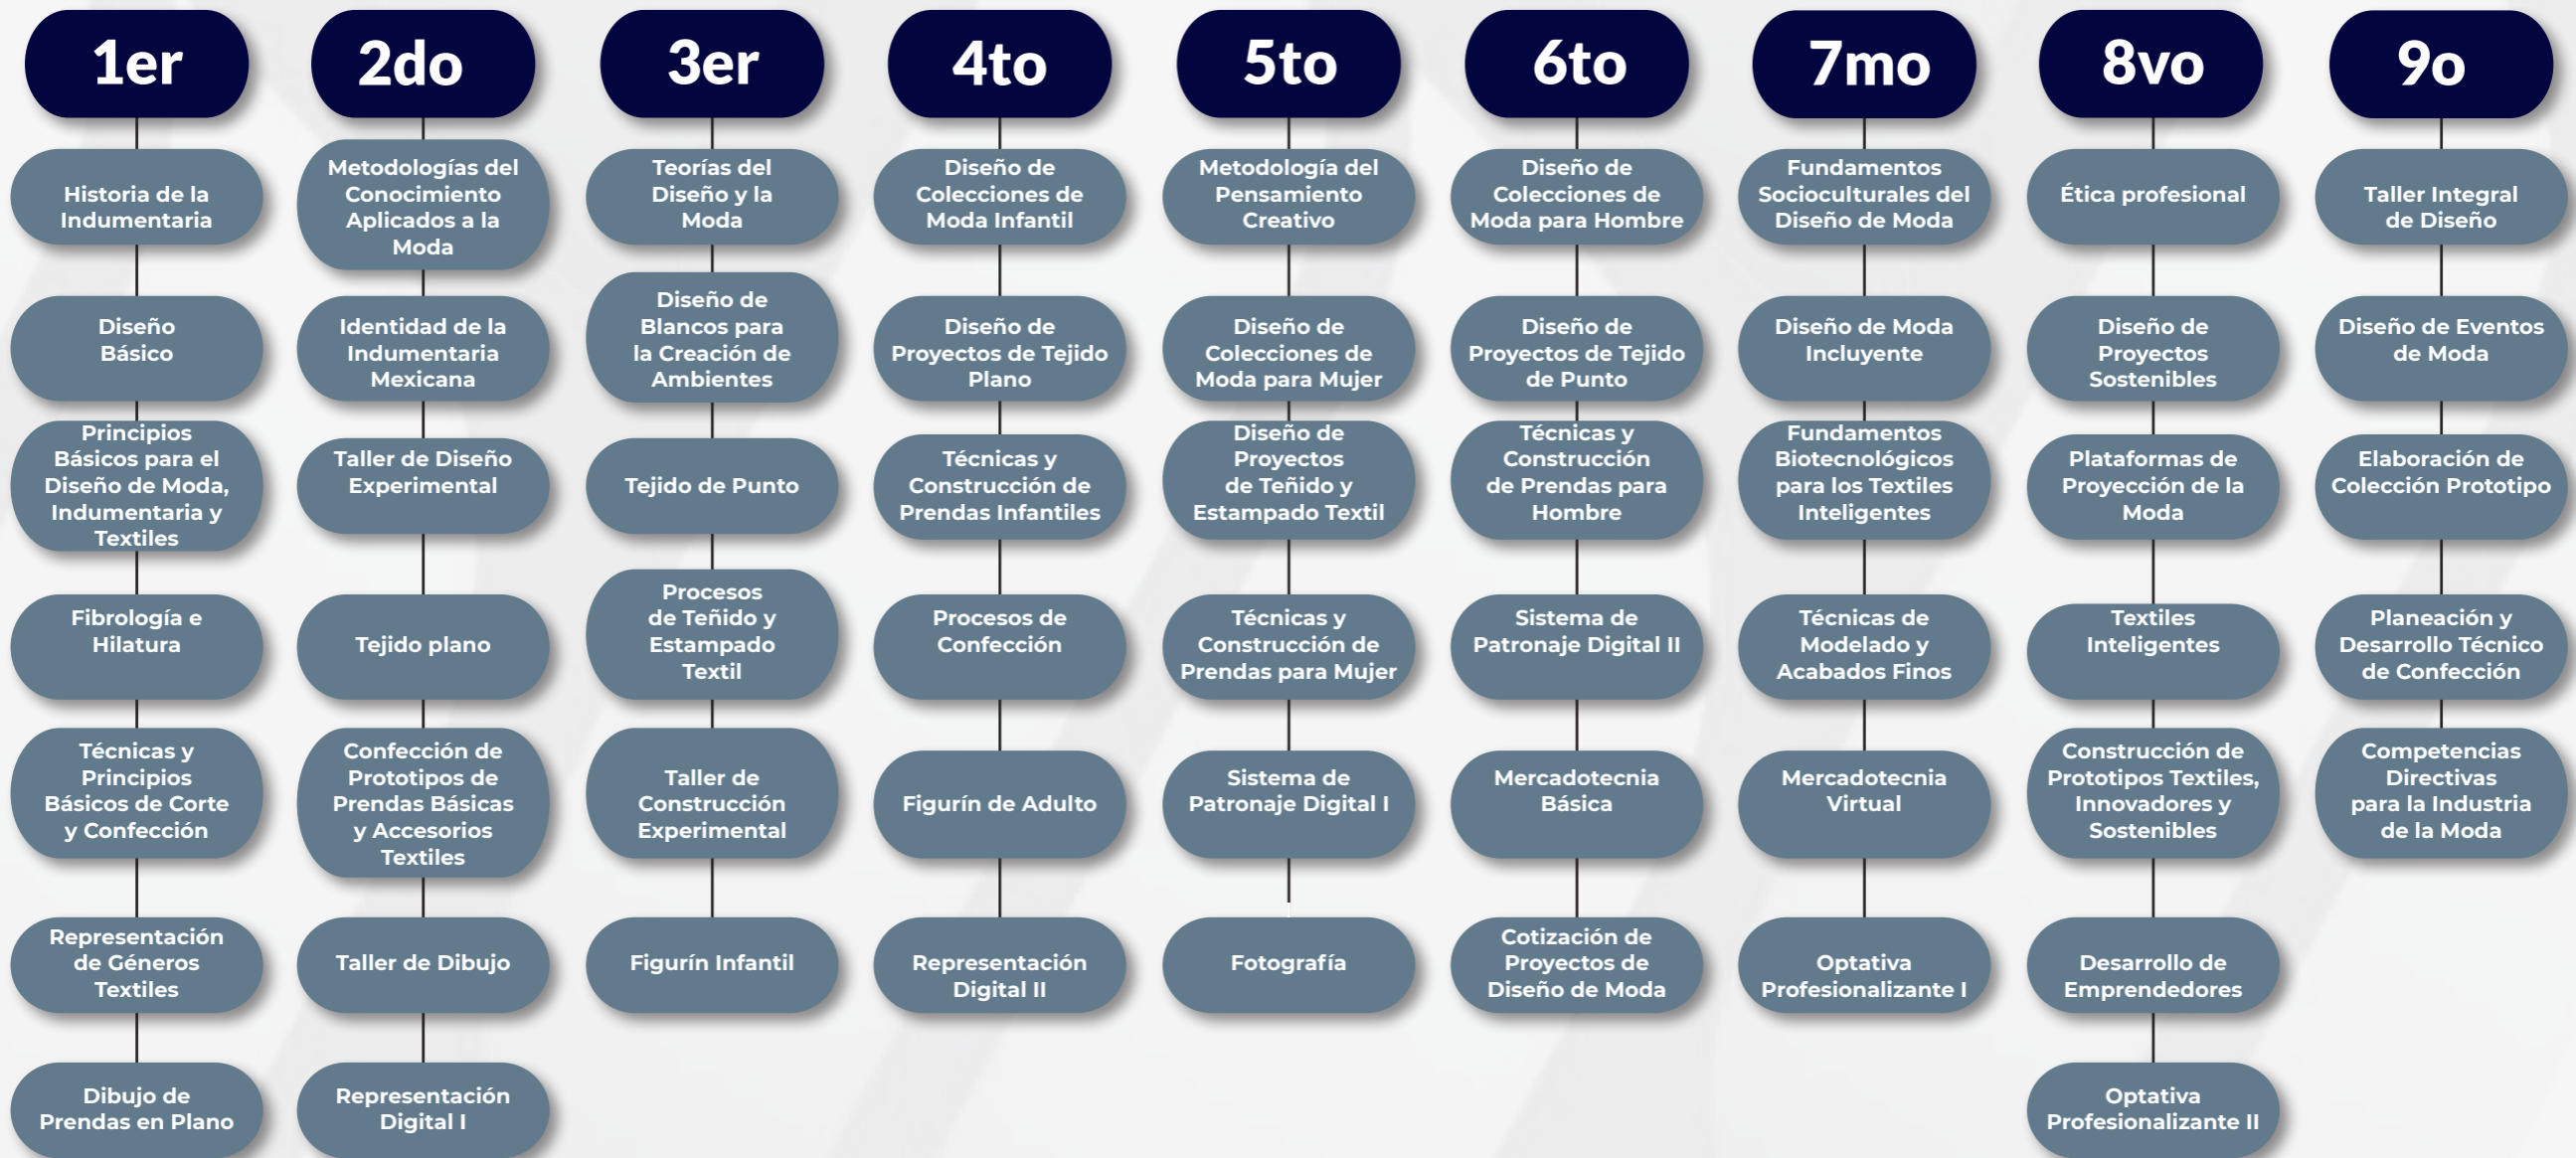 1er
Historia de la
Indumentaria
Diseño
Básico
Principios
Básicos para el
Diseño de Moda,
Indumentaria y
Textiles
Fibrología e
Hilatura
Técnicas y
Principios
Básicos de Corte
y Confección
Representación
de Géneros
Textiles
Dibujo de
Prendas en Plano
2do
Metodologías del
Conocimiento
Aplicados a la
Moda
Identidad de la
Indumentaria
Mexicana
Taller de Diseño
Experimental
Tejido plano
Confección de
Prototipos de
Prendas Básicas
y Accesorios
Textiles
Taller de Dibujo
Representación
Digital I
3er
Teorías del
Diseño y la
Moda
Diseño de
Blancos para
la Creación de
Ambientes
Tejido de Punto
Procesos
de Teñido y
Estampado
Textil
Taller de
Construcción
Experimental
Figurín Infantil
4to
Diseño de
Colecciones de
Moda Infantil
Diseño de
Proyectos de Tejido
Plano
Técnicas y
Construcción de
Prendas Infantiles
Procesos de
Confección
Figurín de Adulto
Representación
Digital II
5to
Metodología del
Pensamiento
Creativo
Diseño de
Colecciones de
Moda para Mujer
Diseño de
Proyectos
de Teñido y
Estampado Textil
Técnicas y
Construcción de
Prendas para Mujer
Sistema de
Patronaje Digital I
Fotografía
6to
Diseño de
Colecciones de
Moda para Hombre
Diseño de
Proyectos de Tejido
de Punto
Técnicas y
Construcción
de Prendas para
Hombre
Sistema de
Patronaje Digital II
Mercadotecnia
Básica
Cotización de
Proyectos de
Diseño de Moda
7mo
Fundamentos
Socioculturales del
Diseño de Moda
Diseño de Moda
Incluyente
Fundamentos
Biotecnológicos
para los Textiles
Inteligentes
Técnicas de
Modelado y
Acabados Finos
Mercadotecnia
Virtual
Optativa
Profesionalizante I
8vo
Ética profesional
Diseño de
Proyectos
Sostenibles
Plataformas de
Proyección de la
Moda
Textiles
Inteligentes
Construcción de
Prototipos Textiles,
Innovadores y
Sostenibles
Desarrollo de
Emprendedores
Optativa
Profesionalizante II
9o
Taller Integral
de Diseño
Diseño de Eventos
de Moda
Elaboración de
Colección Prototipo
Planeación y
Desarrollo Técnico
de Confección
Competencias
Directivas
para la Industria
de la Moda